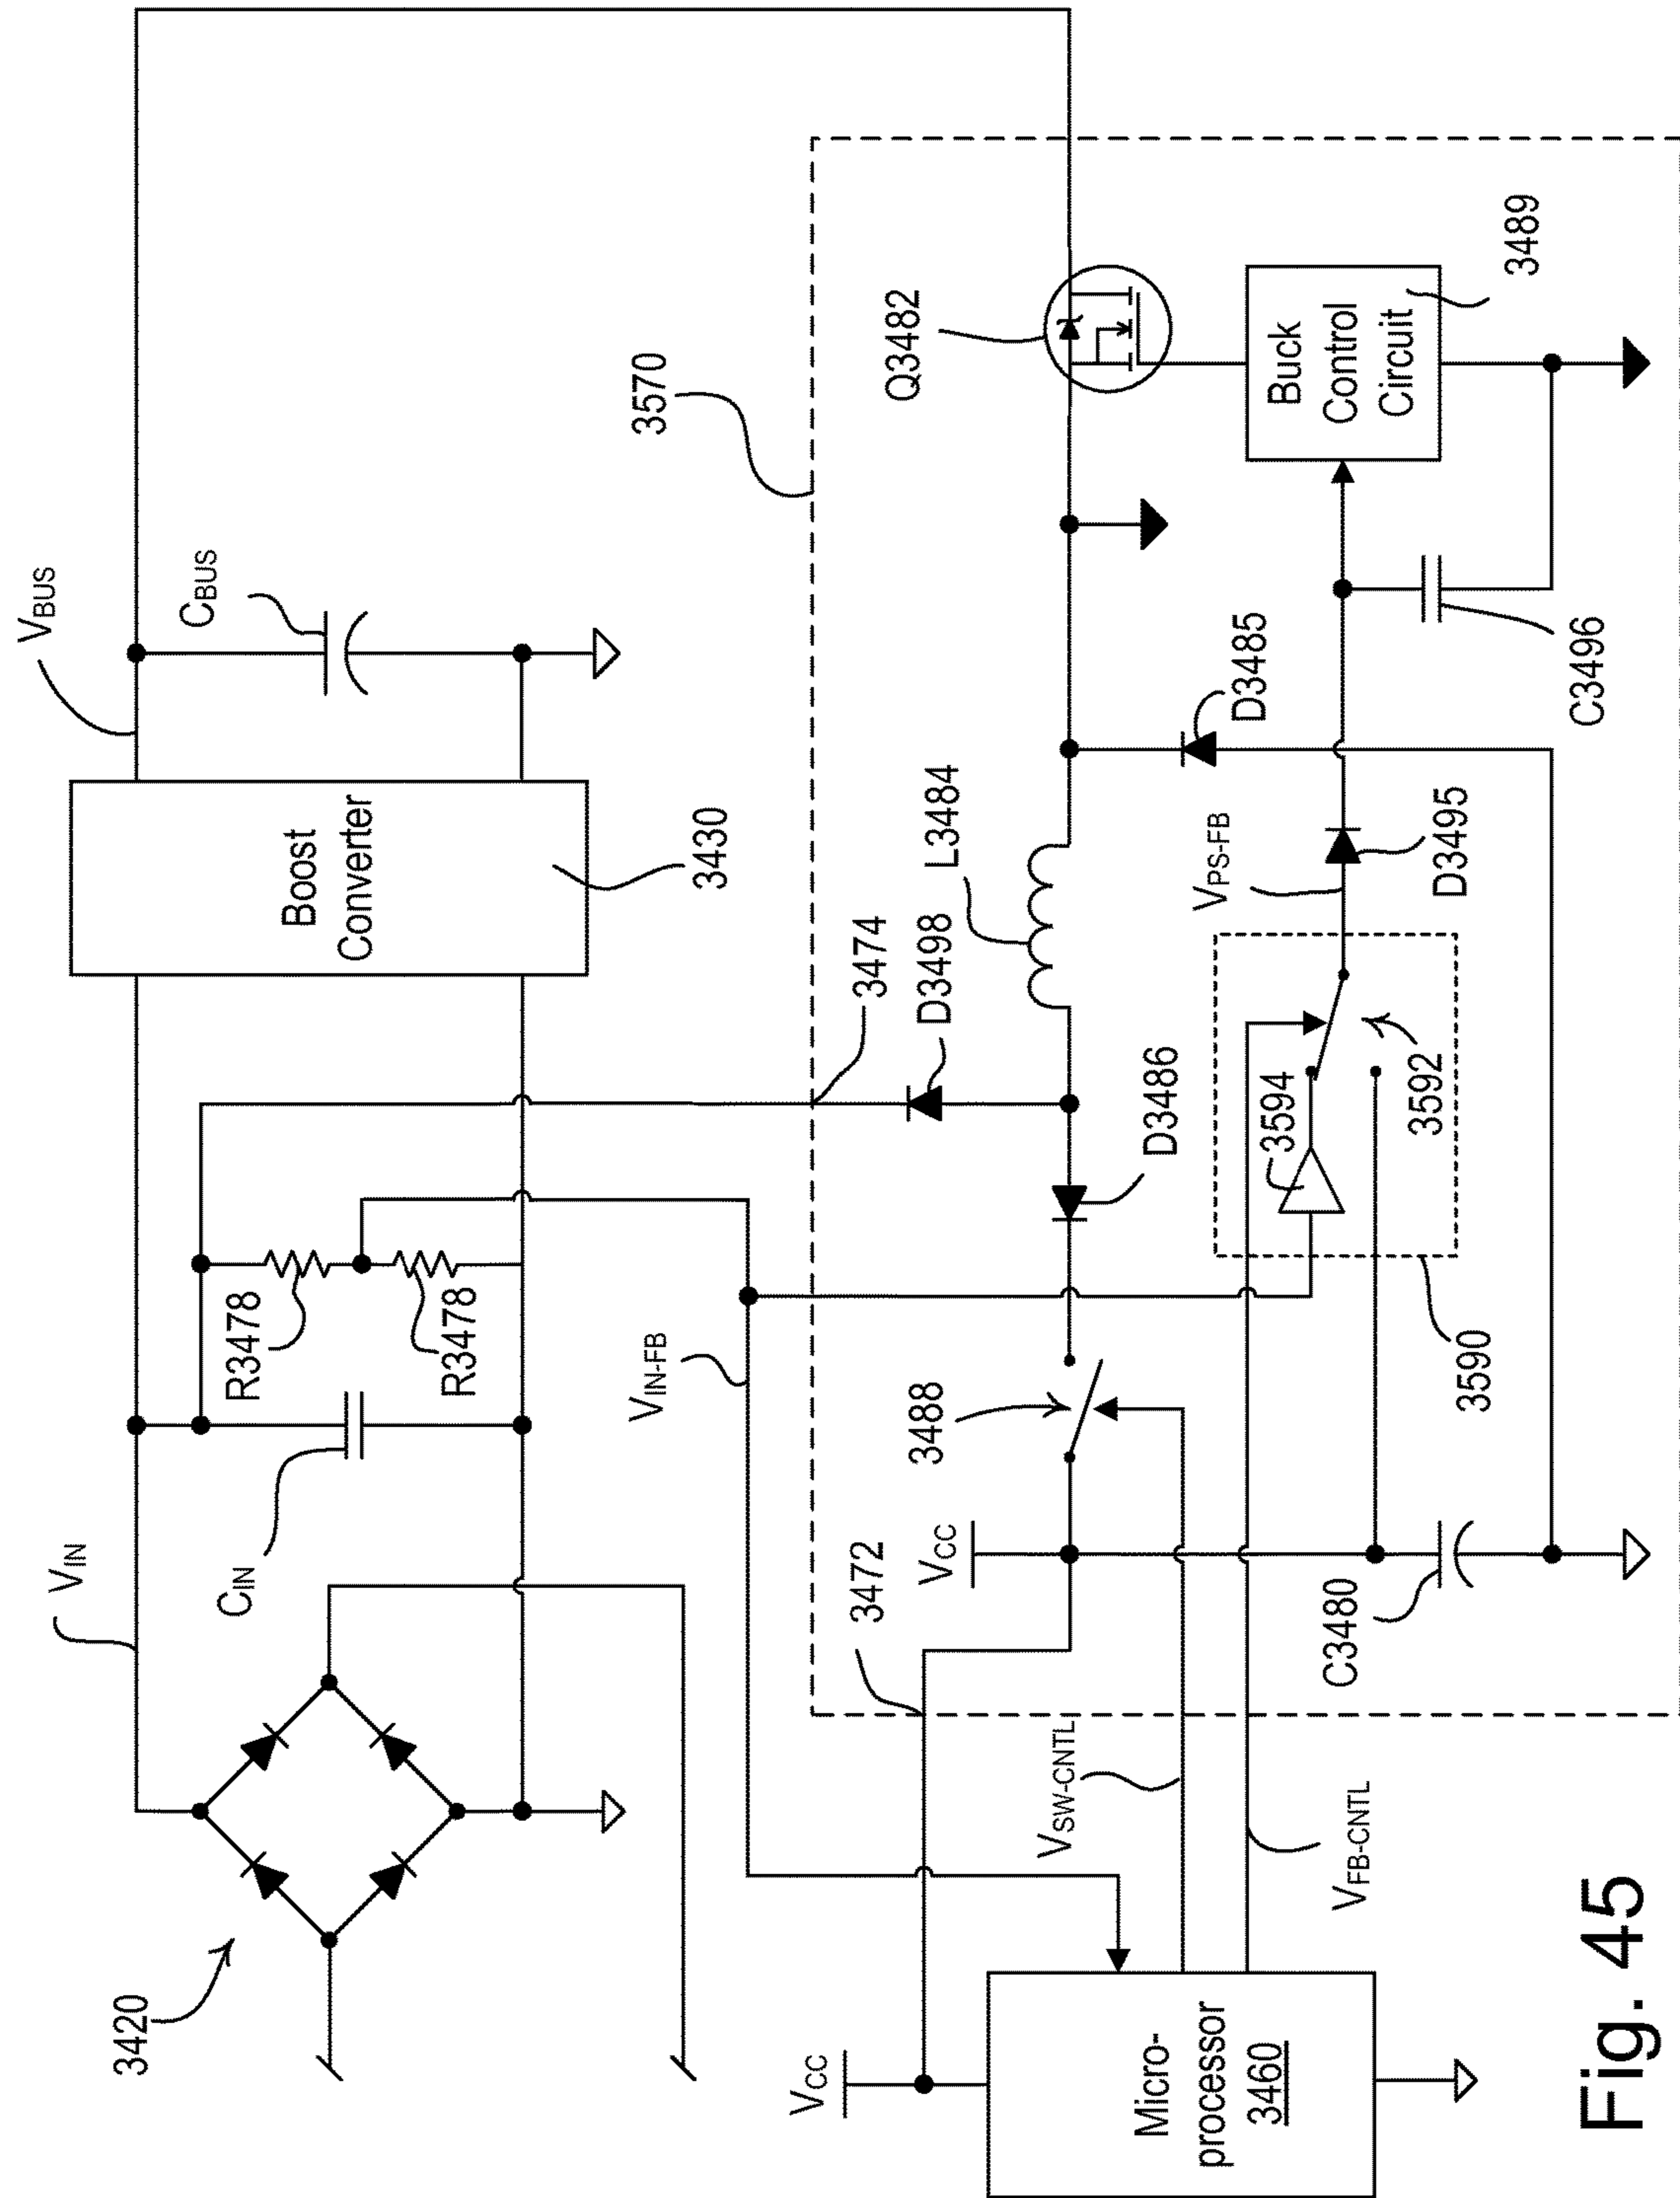 V_BUS
C_BUS
Boost
Converter
3430
V_IN
C_IN
R3478
R3478
3420
3474
D3498
3570
V_IN-FB
L3484
Q3482
D3486
D3485
3488
3472
V_CC
V_CC
V_PS-FB
D3495
3594
3592
3590
Buck
Control
Circuit
3489
C3496
C3480
V_SW-CNTL
V_FB-CNTL
Micro-
processor
3460
Fig. 45